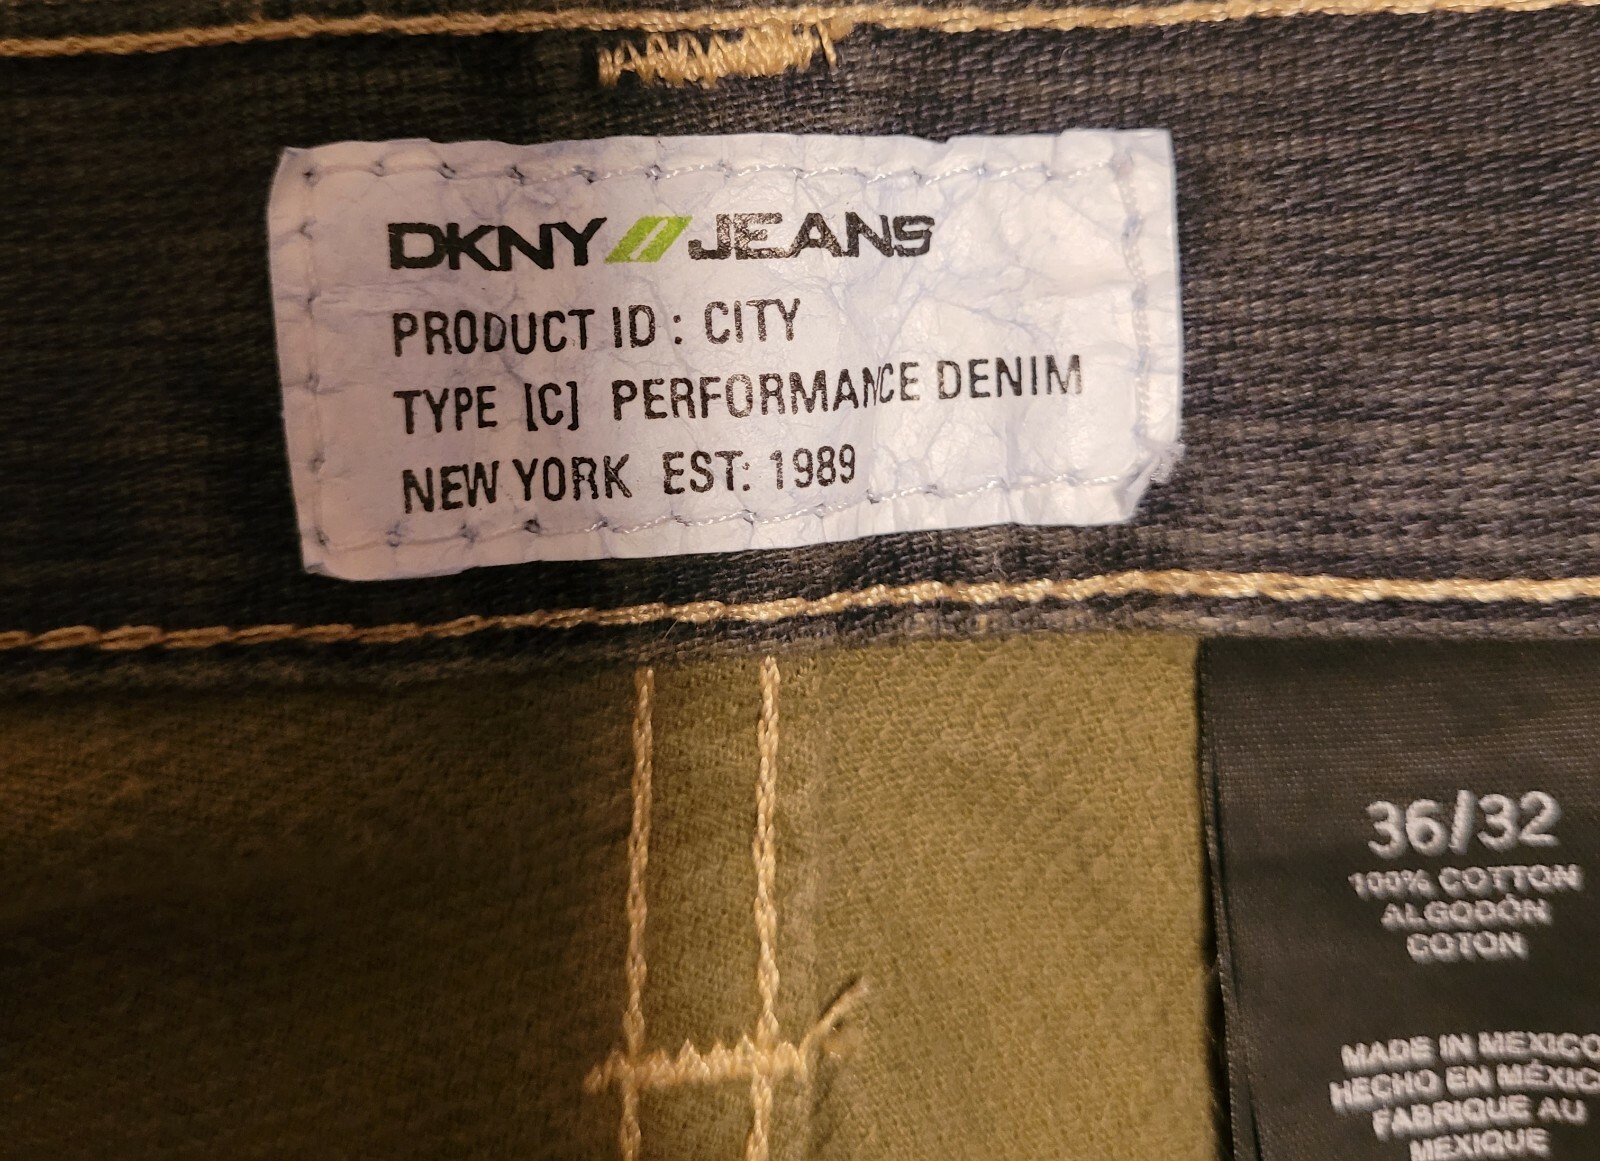 DKNY JEANS
PRODUCT ID : CITY
TYPE [C] PERFORMANCE DENIM
NEW YORK EST: 1989
36/32
100% COTTON
ALGODÓN
COTON
MADE IN MEXICO
HECHO EN MÉXIC
FABRIQUE AU
MEXIQUE